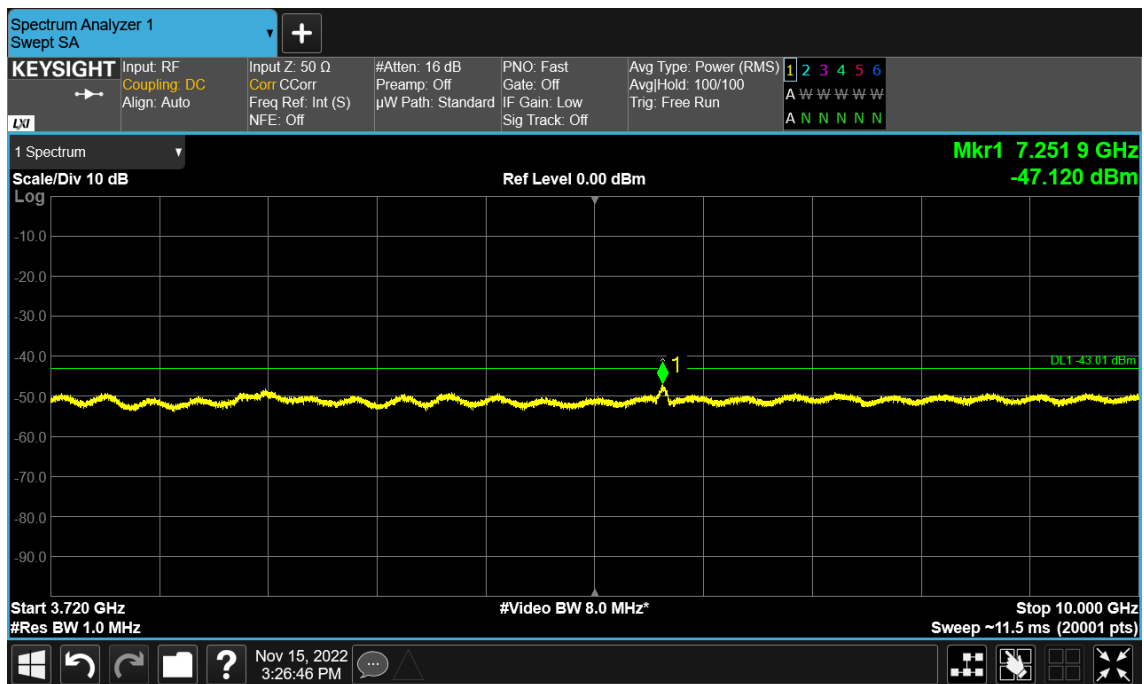 Spectrum Analyzer 1
Swept SA
+
KEYSIGHT
LXI
Input: RF
Coupling: DC
Align: Auto
Input Z: 50 Ω
Corr CCorr
Freq Ref: Int (S)
NFE: Off
#Atten: 16 dB
Preamp: Off
µW Path: Standard
PNO: Fast
Gate: Off
IF Gain: Low
Sig Track: Off
Avg Type: Power (RMS)
Avg|Hold: 100/100
Trig: Free Run
1 2 3 4 5 6
A W W W W W
A N N N N N
1 Spectrum
Mkr1 7.251 9 GHz
-47.120 dBm
Scale/Div 10 dB
Ref Level 0.00 dBm
Log
-10.0
-20.0
-30.0
-40.0
1
DL1 -43.01 dBm
-50.0
-60.0
-70.0
-80.0
-90.0
Start 3.720 GHz
#Video BW 8.0 MHz*
Stop 10.000 GHz
#Res BW 1.0 MHz
Sweep ~11.5 ms (20001 pts)
?
Nov 15, 2022
3:26:46 PM